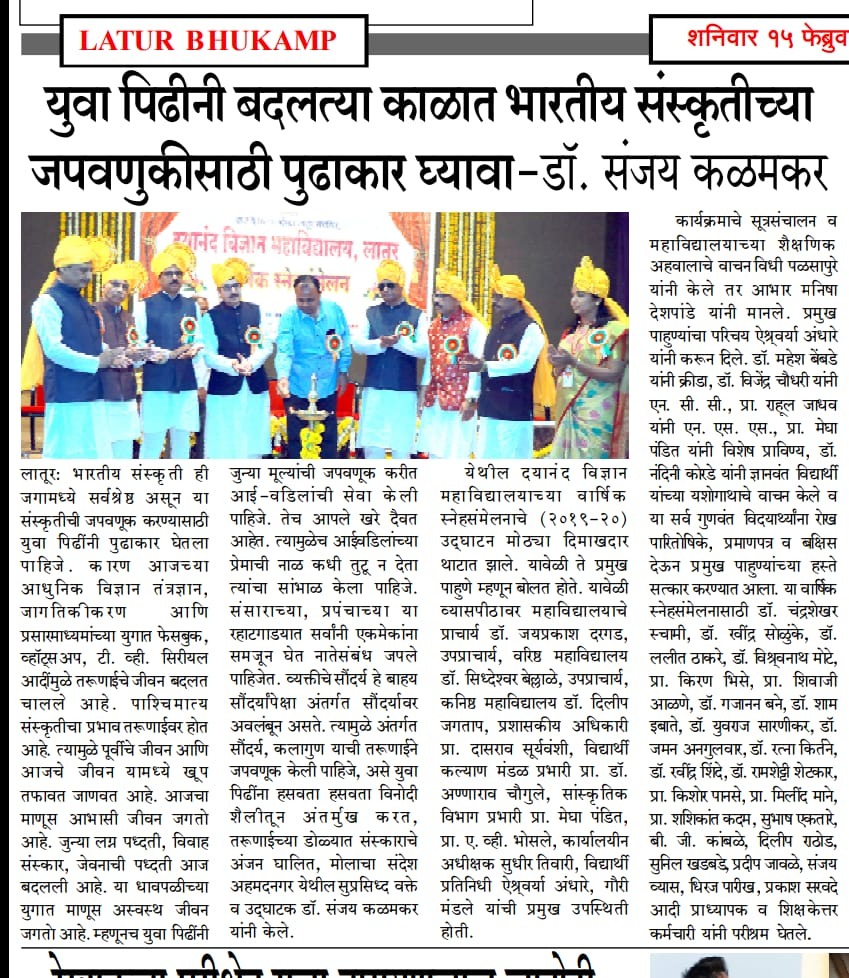 LATUR BHUKAMP
शनिवार १५ फेब्रुव
युवा पिढीनी बदलत्या काळात भारतीय संस्कृतीच्या
जपवणुकीसाठी पुढाकार घ्यावा-डॉ. संजय कळमकर
दयानंद विज्ञान महाविद्यालय, लातूर
लातूर: भारतीय संस्कृती ही
जगामध्ये सर्वश्रेष्ठ असून या
संस्कृतीची जपवणूक करण्यासाठी
युवा पिढींनी पुढाकार घेतला
पाहिजे. कारण आजच्या
आधुनिक विज्ञान तंत्रज्ञान,
जागतिकीकरण आणि
प्रसारमाध्यमांच्या युगात फेसबुक,
व्हॉट्सअप, टी. व्ही. सिरीयल
आदींमुळे तरूणाईचे जीवन बदलत
चालले आहे. पाश्चिमात्य
संस्कृतीचा प्रभाव तरूणाईवर होत
आहे. त्यामुळे पूर्वीचे जीवन आणि
आजचे जीवन यामध्ये खूप
तफावत जाणवत आहे. आजचा
माणूस आभासी जीवन जगतो
आहे. जुन्या लग्न पध्दती, विवाह
संस्कार, जेवनाची पध्दती आज
बदलली आहे. या धावपळीच्या
युगात माणूस अस्वस्थ जीवन
जगतो आहे. म्हणूनच युवा पिढींनी
जुन्या मूल्यांची जपवणूक करीत
आई-वडिलांची सेवा केली
पाहिजे. तेच आपले खरे दैवत
आहेत. त्यामुळेच आईवडिलांच्या
प्रेमाची नाळ कधी तुटू न देता
त्यांचा सांभाळ केला पाहिजे.
संसाराच्या, प्रपंचाच्या या
रहाटगाडयात सर्वांनी एकमेकांना
समजून घेत नातेसंबंध जपले
पाहिजेत. व्यक्तीचे सौंदर्य हे बाहय
सौंदर्यापेक्षा अंतर्गत सौंदर्यावर
अवलंबून असते. त्यामुळे अंतर्गत
सौंदर्य, कलागुण याची तरूणाईने
जपवणूक केली पाहिजे, असे युवा
पिढींना हसवता हसवता विनोदी
शैलीतून अंतर्मुख करत,
तरूणाईच्या डोळ्यात संस्काराचे
अंजन घालित, मोलाचा संदेश
अहमदनगर येथील सुप्रसिध्द वक्ते
व उद्घाटक डॉ. संजय कळमकर
यांनी केले.
येथील दयानंद विज्ञान
महाविद्यालयाच्या वार्षिक
स्नेहसंमेलनाचे (२०१९-२०)
उद्घाटन मोठ्या दिमाखदार
थाटात झाले. यावेळी ते प्रमुख
पाहुणे म्हणून बोलत होते. यावेळी
व्यासपीठावर महाविद्यालयाचे
प्राचार्य डॉ. जयप्रकाश दरगड,
उपप्राचार्य, वरिष्ठ महाविद्यालय
डॉ. सिध्देश्वर बेल्लाळे, उपप्राचार्य,
कनिष्ठ महाविद्यालय डॉ. दिलीप
जगताप, प्रशासकीय अधिकारी
प्रा. दासराव सूर्यवंशी, विद्यार्थी
कल्याण मंडळ प्रभारी प्रा. डॉ.
अण्णाराव चौगुले, सांस्कृतिक
विभाग प्रभारी प्रा. मेघा पंडित,
प्रा. ए. व्ही. भोसले, कार्यालयीन
अधीक्षक सुधीर तिवारी, विद्यार्थी
प्रतिनिधी ऐश्र्वर्या अंधारे, गौरी
मंडले यांची प्रमुख उपस्थिती
होती.
कार्यक्रमाचे सूत्रसंचालन व
महाविद्यालयाच्या शैक्षणिक
अहवालाचे वाचन विधी पळसापुरे
यांनी केले तर आभार मनिषा
देशपांडे यांनी मानले. प्रमुख
पाहुण्यांचा परिचय ऐश्र्वर्या अंधारे
यांनी करून दिले. डॉ. महेश बेंबडे
यांनी क्रीडा, डॉ. विजेंद्र चौधरी यांनी
एन. सी. सी., प्रा. राहूल जाधव
यांनी एन. एस. एस., प्रा. मेघा
पंडित यांनी विशेष प्राविण्य, डॉ.
नंदिनी कोरडे यांनी ज्ञानवंत विद्यार्थी
यांच्या यशोगाथाचे वाचन केले व
या सर्व गुणवंत विदयार्थ्यांना रोख
पारितोषिके, प्रमाणपत्र व बक्षिस
देऊन प्रमुख पाहुण्यांच्या हस्ते
सत्कार करण्यात आला. या वार्षिक
स्नेहसंमेलनासाठी डॉ. चंद्रशेखर
स्वामी, डॉ. रवींद्र सोळुंके, डॉ.
ललीत ठाकरे, डॉ. विश्र्वनाथ मोटे,
प्रा. किरण भिसे, प्रा. शिवाजी
आळणे, डॉ. गजानन बने, डॉ. शाम
इबाते, डॉ. युवराज सारणीकर, डॉ.
जमन अनगुलवार, डॉ. रत्ना किर्तने,
डॉ. रवींद्र शिंदे, डॉ. रामशेट्टी शेटकार,
प्रा. किशोर पानसे, प्रा. मिलींद माने,
प्रा. शशिकांत कदम, सुभाष एकतारे,
बी. जी. कांबळे, दिलीप राठोड,
सुनिल खडबडे, प्रदीप जावळे, संजय
व्यास, धिरज पारीख, प्रकाश सरवदे
आदी प्राध्यापक व शिक्षकेत्तर
कर्मचारी यांनी परीश्रम घेतले.